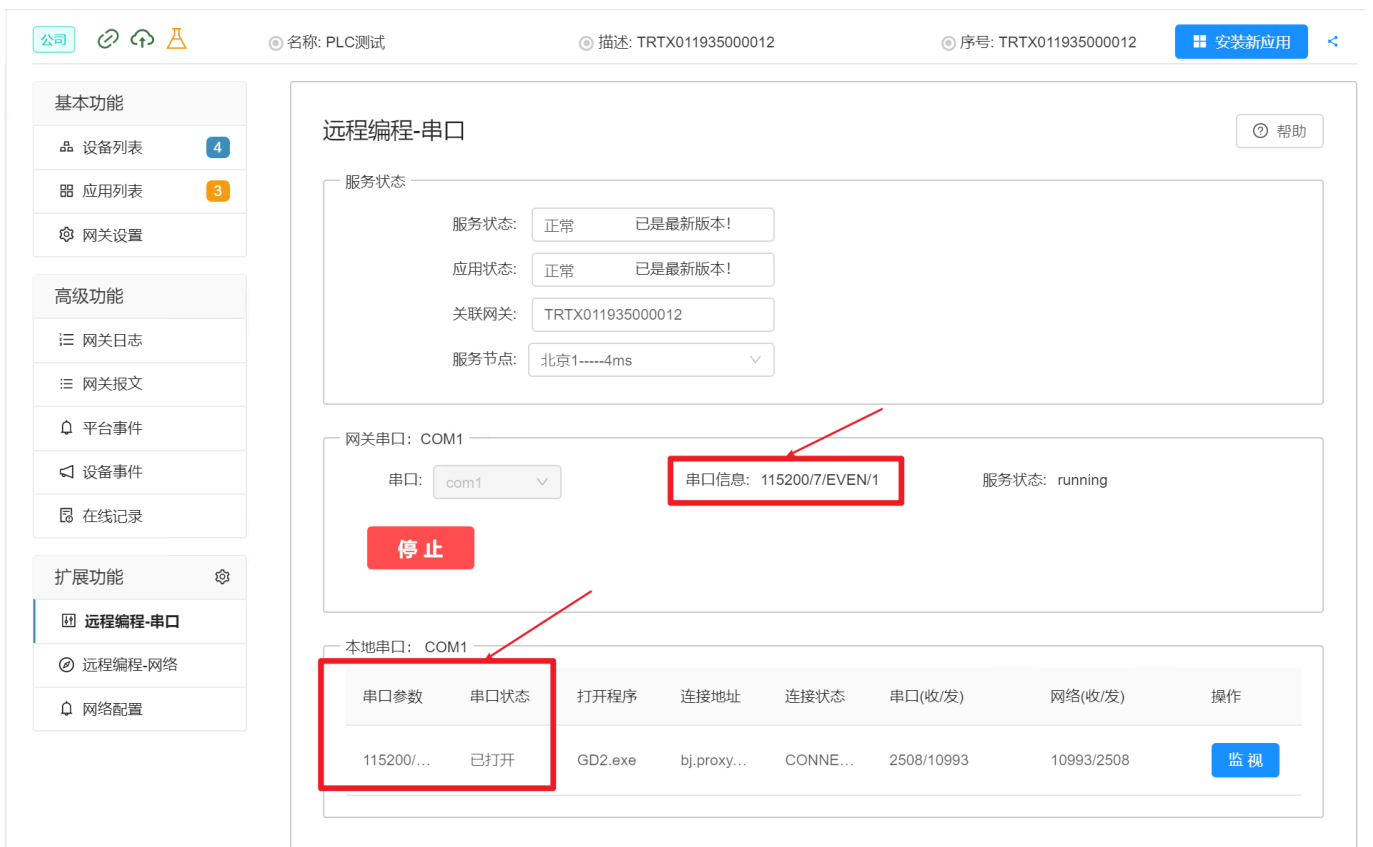 公司 名称: PLC测试 描述: TRTX011935000012 序号: TRTX011935000012 安装新应用
基本功能
设备列表 4
应用列表 3
网关设置
高级功能
网关日志
网关报文
平台事件
设备事件
在线记录
扩展功能
远程编程-串口
远程编程-网络
网络配置
远程编程-串口 帮助
服务状态
服务状态: 正常 已是最新版本!
应用状态: 正常 已是最新版本!
关联网关: TRTX011935000012
服务节点: 北京1-----4ms
网关串口: COM1
串口: com1 串口信息: 115200/7/EVEN/1 服务状态: running
停止
本地串口: COM1
串口参数 串口状态 打开程序 连接地址 连接状态 串口(收/发) 网络(收/发) 操作
115200/... 已打开 GD2.exe bj.proxy... CONNE... 2508/10993 10993/2508 监视